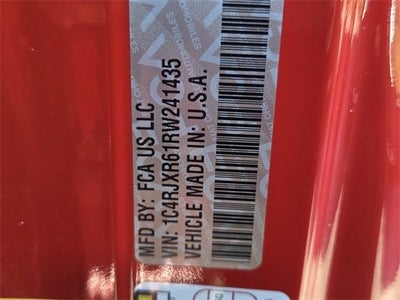 MFD BY: FCA US LLC
VIN: 1C4RJXR61RW241435
VEHICLE MADE IN: U.S.A.